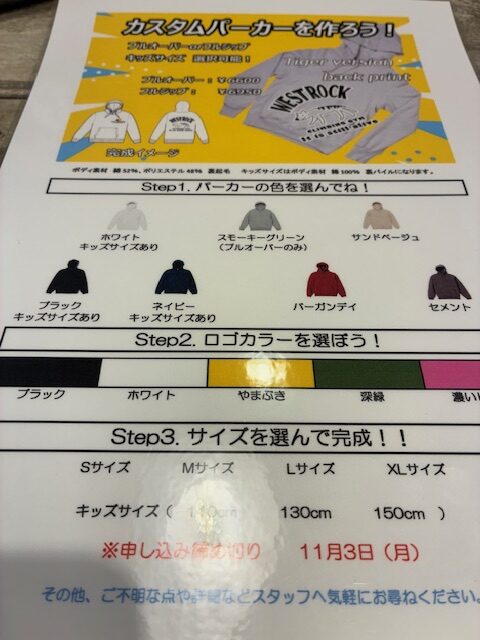 カスタムパーカーを作ろう！
プルオーバーorフルジップ
キッズサイズ 選択可能！
プルオーバー： ￥6600
フルジップ： ￥6950
Tiger version
back print
WESTROCK
CLIMBING GYM
完成イメージ
ボディ素材 綿52%、ポリエステル48% 裏起毛 キッズサイズはボディ素材 綿100% 裏パイルになります。
Step1. パーカーの色を選んでね！
ホワイト
キッズサイズあり
スモーキーグリーン
（プルオーバーのみ）
サンドベージュ
ブラック
キッズサイズあり
ネイビー
キッズサイズあり
バーガンディ
セメント
Step2. ロゴカラーを選ぼう！
ブラック ホワイト やまぶき 深緑 濃い
Step3. サイズを選んで完成！！
Sサイズ Mサイズ Lサイズ XLサイズ
キッズサイズ（ 110cm 130cm 150cm ）
※申し込み締め切り 11月3日（月）
その他、ご不明な点や詳細などスタッフへ気軽にお尋ねください。